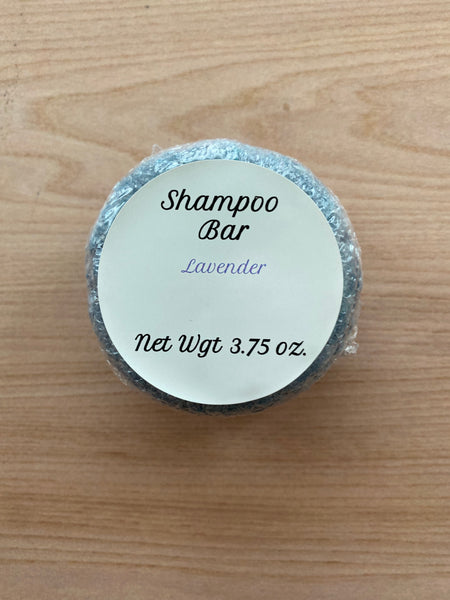 Shampoo
Bar
Lavender
Net Wgt 3.75 oz.